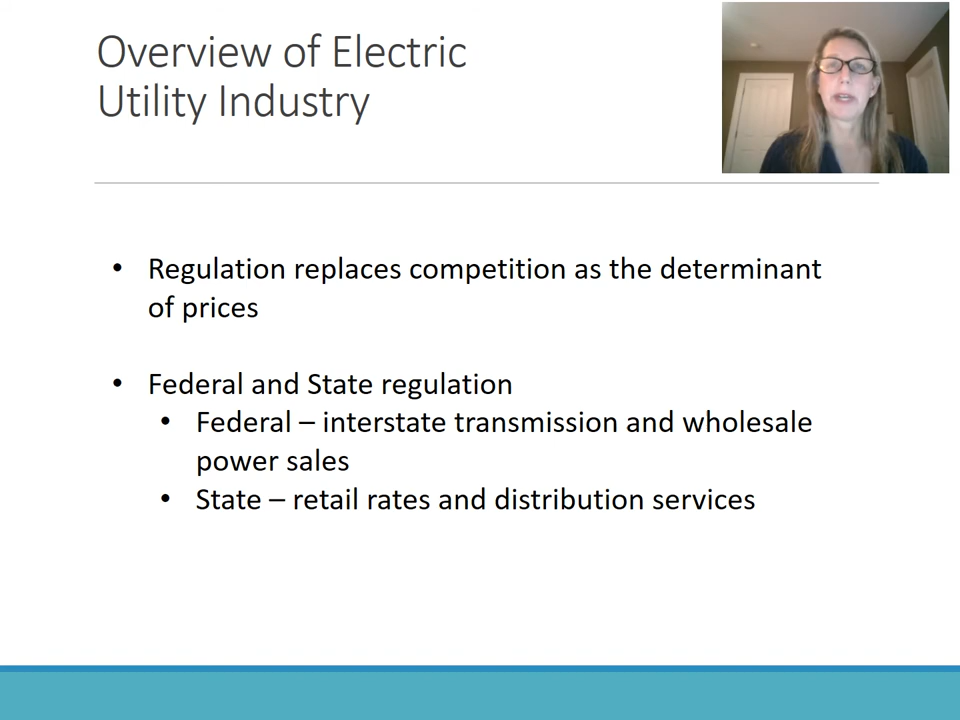 Overview of Electric
Utility Industry
• Regulation replaces competition as the determinant
of prices
• Federal and State regulation
• Federal – interstate transmission and wholesale
power sales
• State – retail rates and distribution services